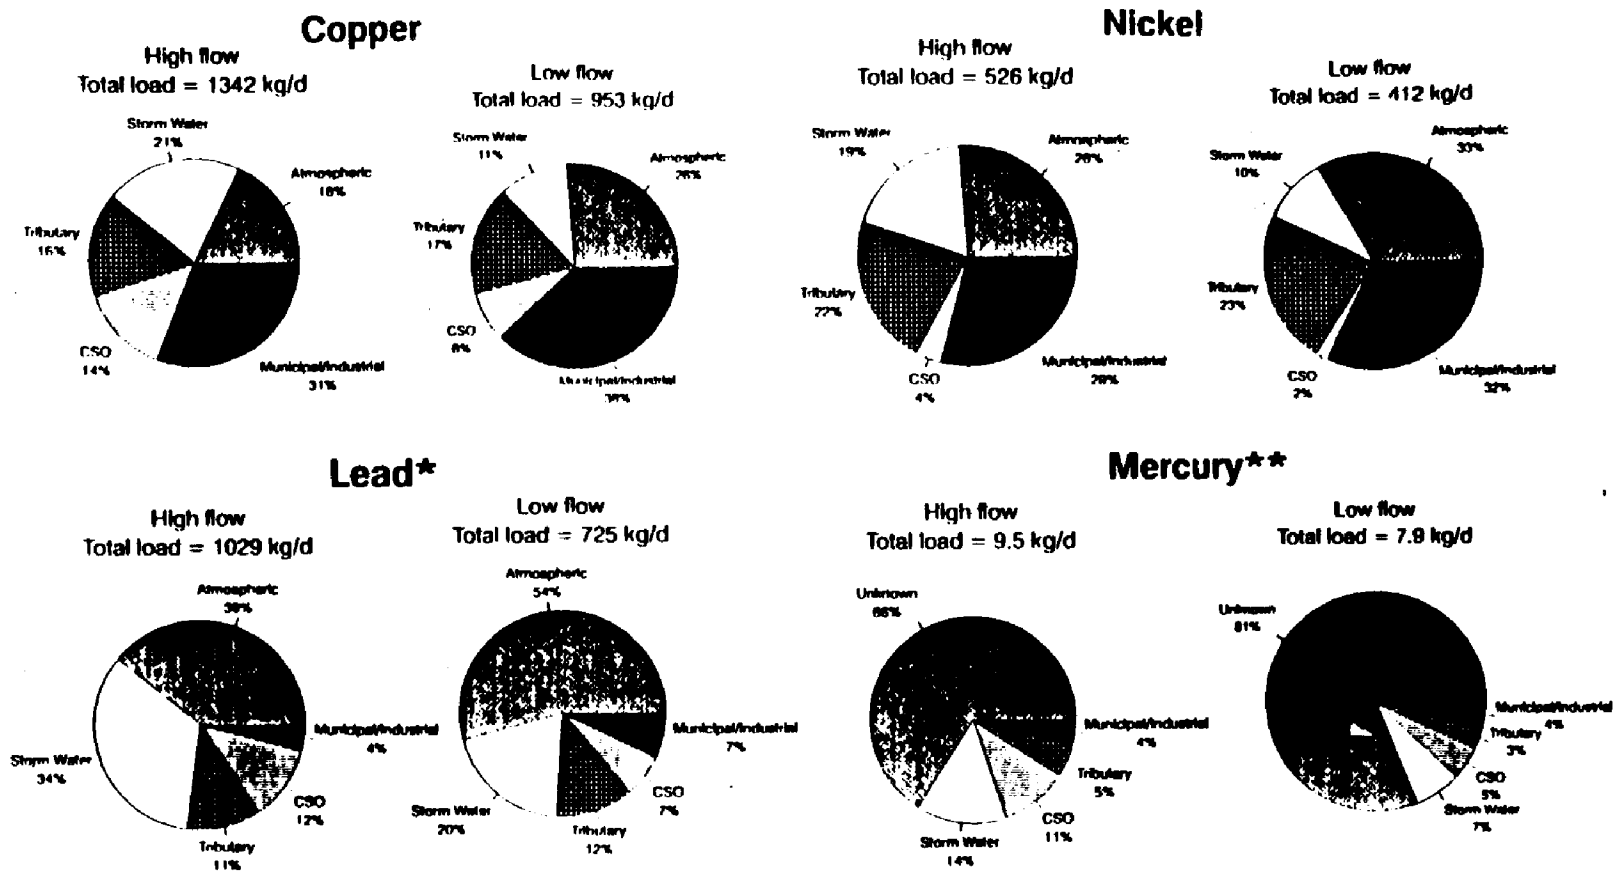 Copper
High flow
Total load = 1342 kg/d
Storm Water
21%
Atmospheric
18%
Tributary
16%
CSO
14%
Municipal/Industrial
31%
Low flow
Total load = 953 kg/d
Storm Water
11%
Atmospheric
26%
Tributary
17%
CSO
8%
Municipal/Industrial
38%
Nickel
High flow
Total load = 526 kg/d
Storm Water
19%
Atmospheric
26%
Tributary
22%
CSO
4%
Municipal/Industrial
29%
Low flow
Total load = 412 kg/d
Storm Water
10%
Atmospheric
33%
Tributary
23%
CSO
2%
Municipal/Industrial
32%
Lead*
High flow
Total load = 1029 kg/d
Atmospheric
39%
Municipal/Industrial
4%
Storm Water
34%
CSO
12%
Tributary
11%
Low flow
Total load = 725 kg/d
Atmospheric
54%
Municipal/Industrial
7%
CSO
7%
Storm Water
20%
Tributary
12%
Mercury**
High flow
Total load = 9.5 kg/d
Unknown
66%
Municipal/Industrial
4%
Tributary
5%
CSO
11%
Storm Water
14%
Low flow
Total load = 7.9 kg/d
Unknown
81%
Municipal/Industrial
4%
Tributary
3%
CSO
5%
Storm Water
7%